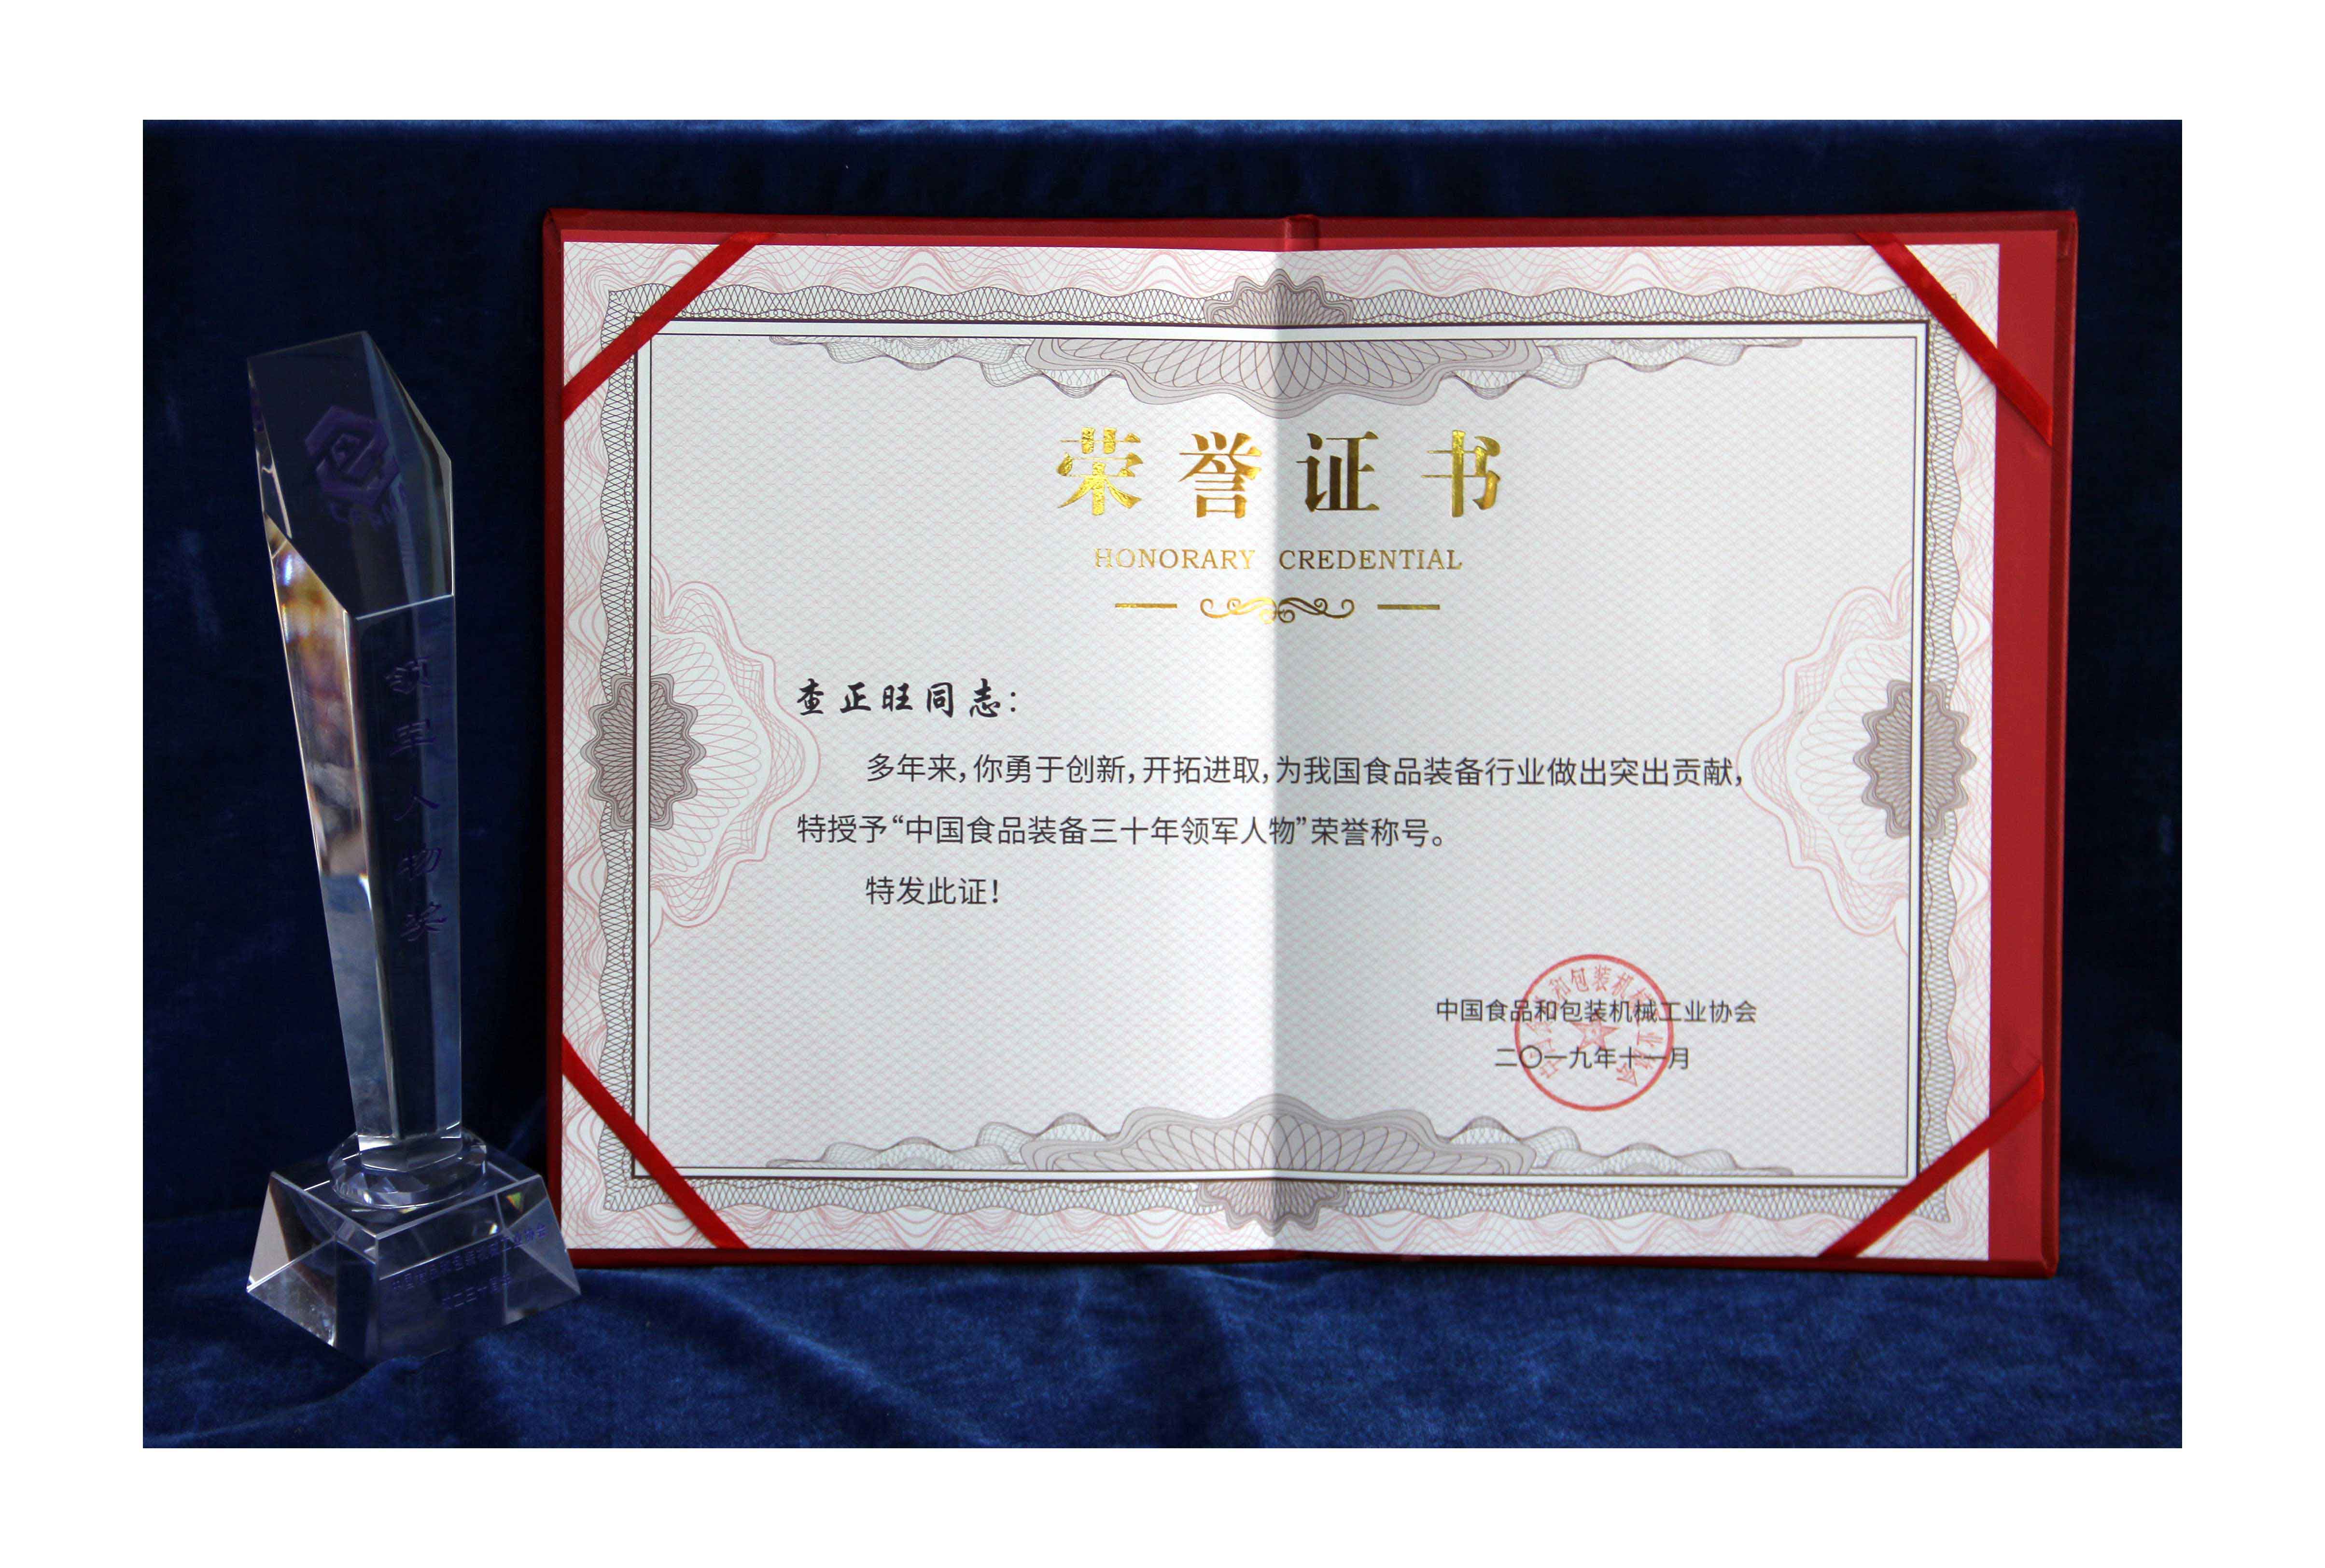 荣誉证书
HONORARY CREDENTIAL
查正旺同志：
多年来，你勇于创新，开拓进取，为我国食品装备行业做出突出贡献，
特授予“中国食品装备三十年领军人物”荣誉称号。
特发此证！
中国食品和包装机械工业协会
二〇一九年十一月
领军人物奖